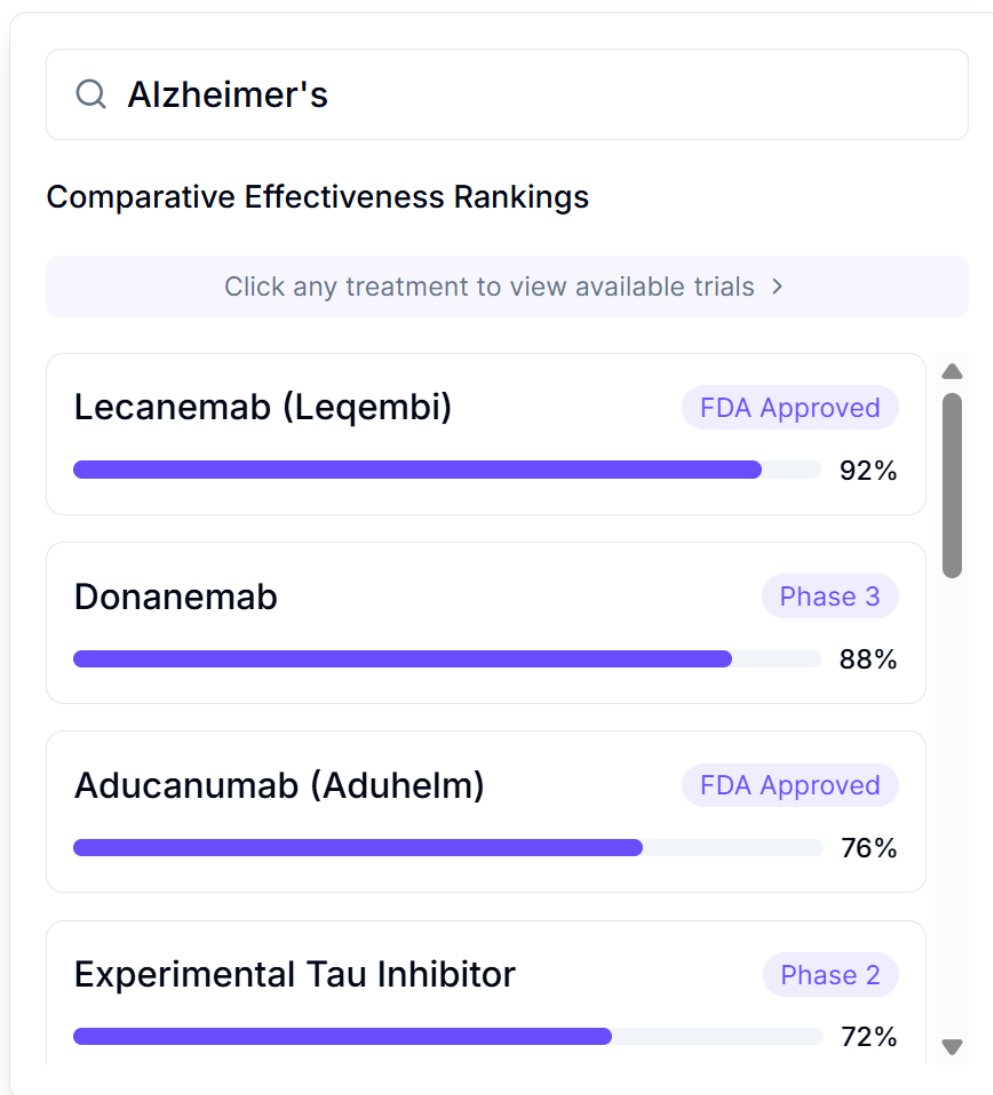 Alzheimer's
Comparative Effectiveness Rankings
Click any treatment to view available trials >
Lecanemab (Leqembi) FDA Approved
92%
Donanemab Phase 3
88%
Aducanumab (Aduhelm) FDA Approved
76%
Experimental Tau Inhibitor Phase 2
72%